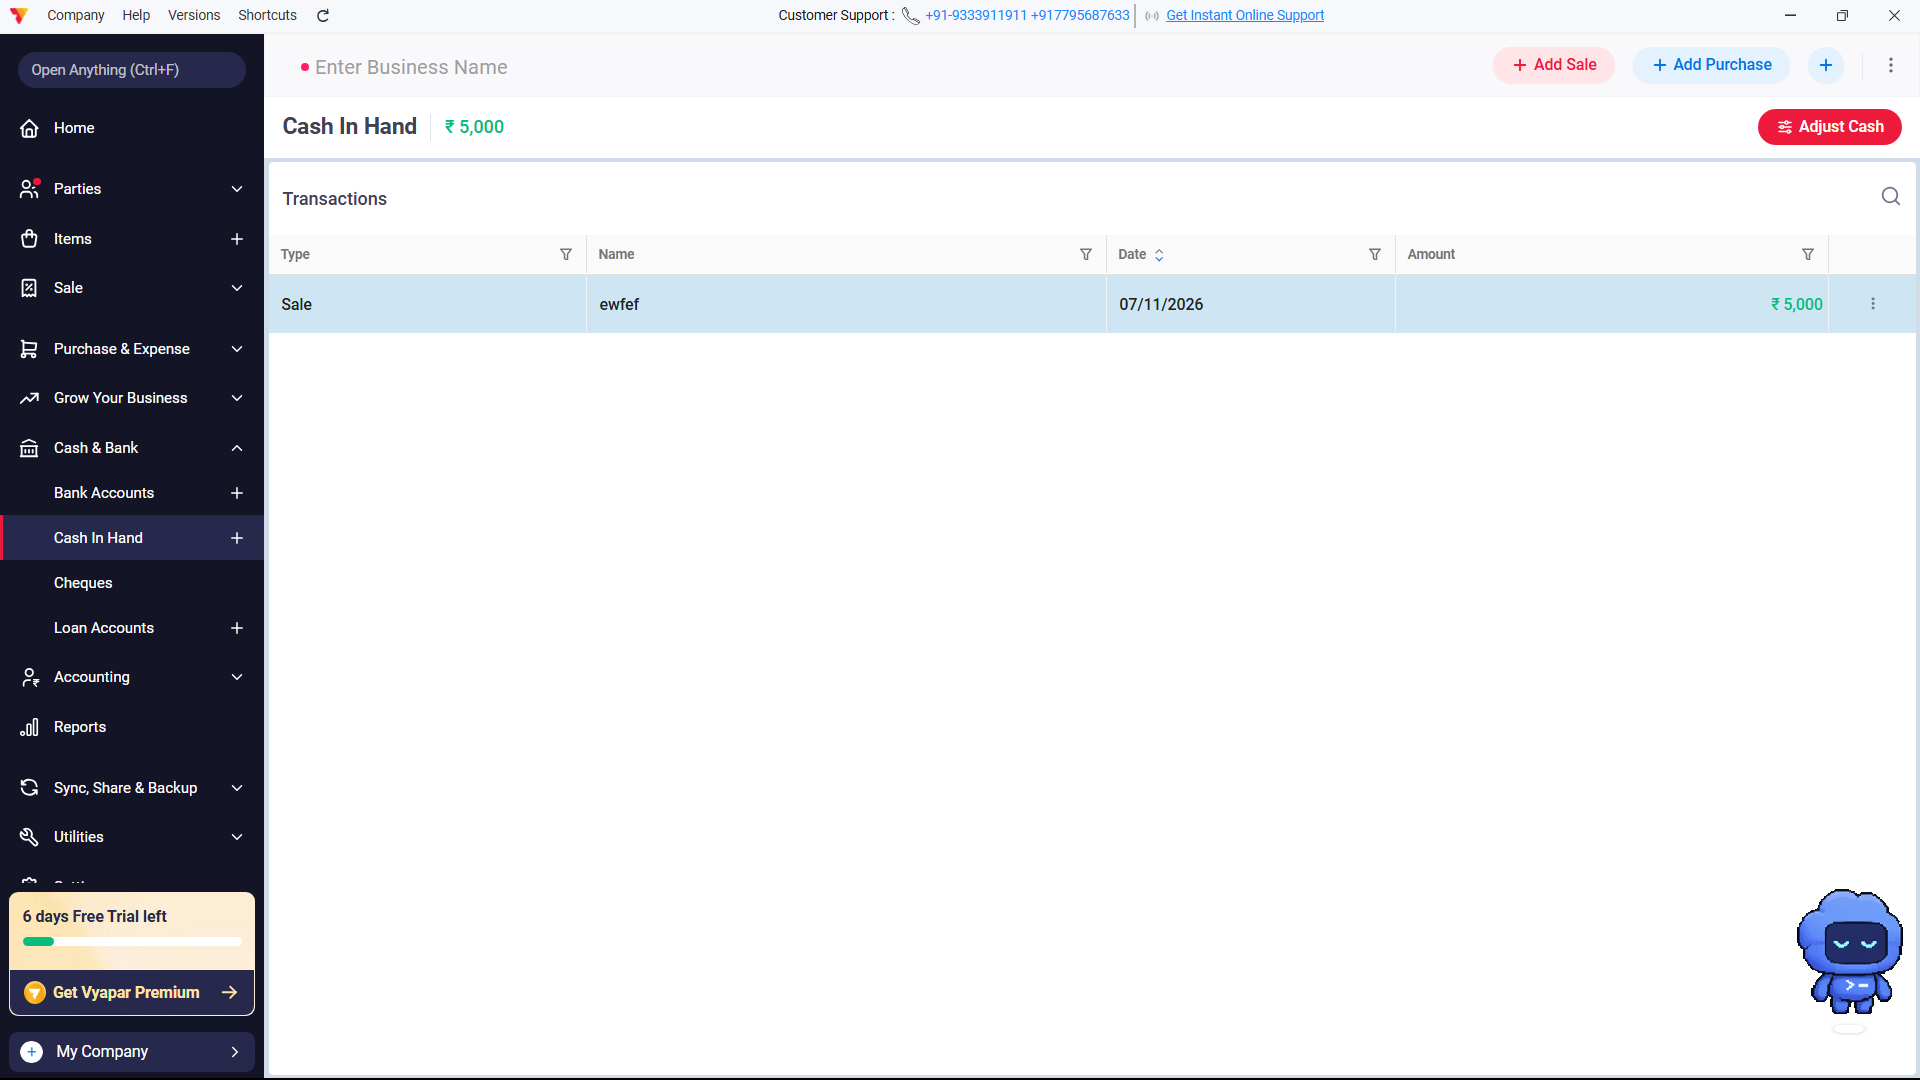 Company Help Versions Shortcuts
Customer Support : +91-9333911911 +917795687633 Get Instant Online Support
Open Anything (Ctrl+F)
Enter Business Name
+ Add Sale
+ Add Purchase
Home
Parties
Items
Sale
Purchase & Expense
Grow Your Business
Cash & Bank
Bank Accounts
Cash In Hand
Cheques
Loan Accounts
Accounting
Reports
Sync, Share & Backup
Utilities
6 days Free Trial left
Get Vyapar Premium
My Company
Cash In Hand ₹ 5,000
Adjust Cash
Transactions
Type Name Date Amount
Sale ewfef 07/11/2026 ₹ 5,000